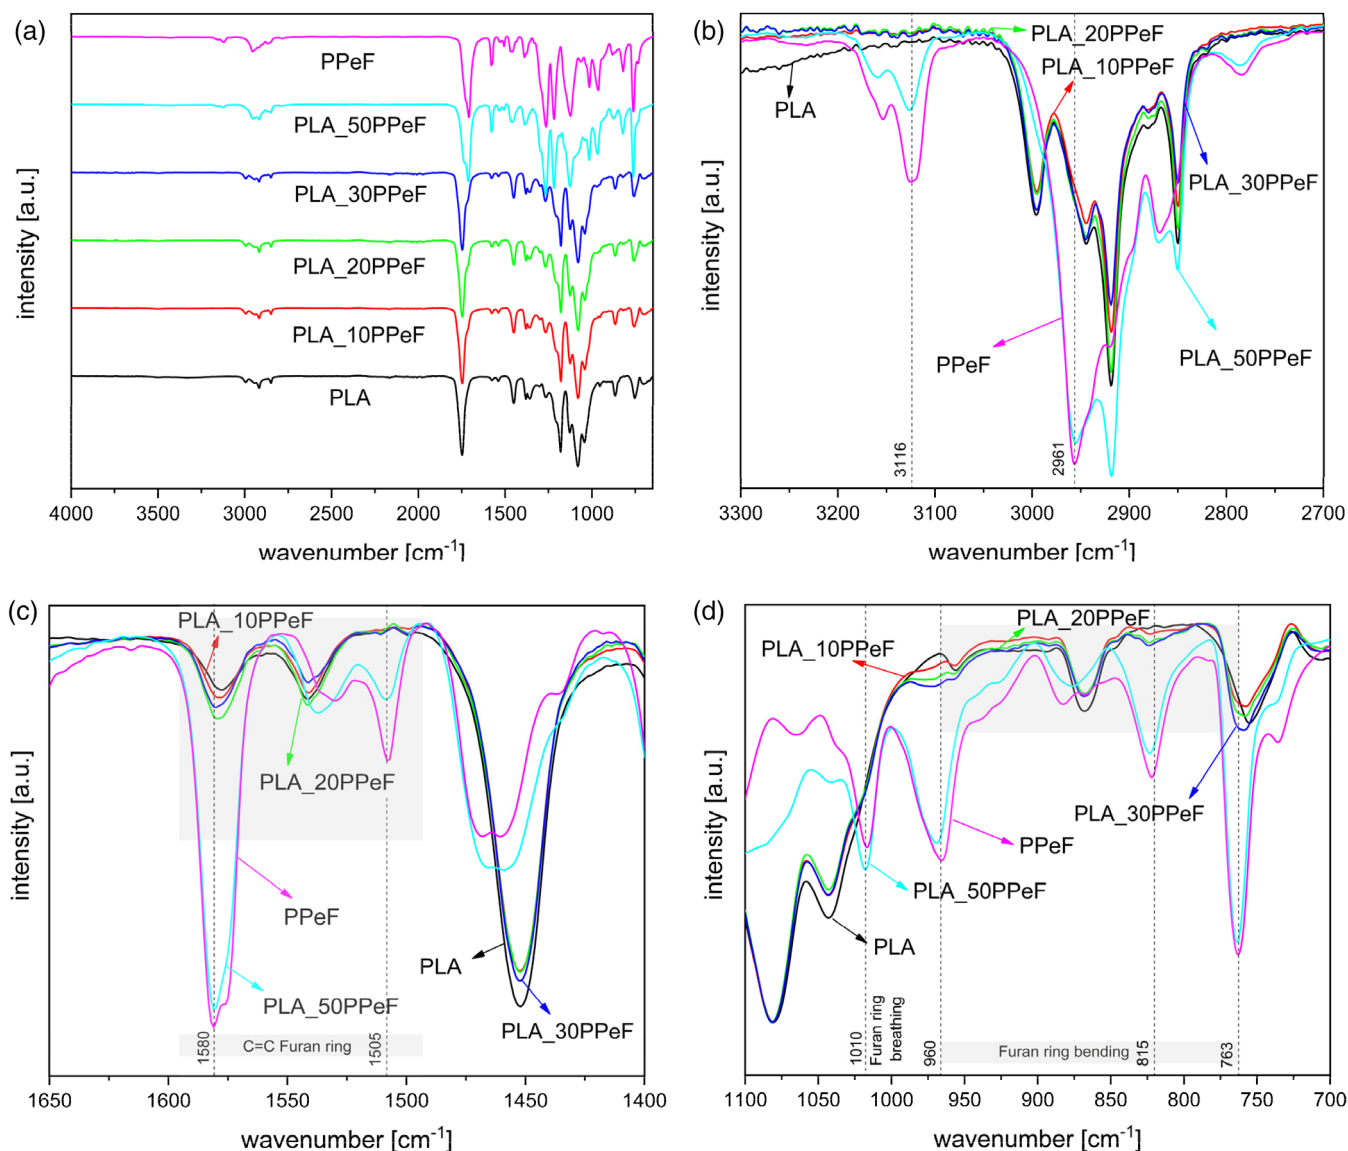 (a)
PPeF
PLA_50PPeF
PLA_30PPeF
PLA_20PPeF
PLA_10PPeF
PLA
intensity [a.u.]
4000 3500 3000 2500 2000 1500 1000
wavenumber [cm⁻¹]
(b)
PLA_20PPeF
PLA_10PPeF
PLA
PLA_30PPeF
PPeF
PLA_50PPeF
3116
2961
intensity [a.u.]
3300 3200 3100 3000 2900 2800 2700
wavenumber [cm⁻¹]
(c)
PLA_10PPeF
PLA_20PPeF
PPeF
PLA
PLA_50PPeF
PLA_30PPeF
1580
C=C Furan ring
1505
intensity [a.u.]
1650 1600 1550 1500 1450 1400
wavenumber [cm⁻¹]
(d)
PLA_20PPeF
PLA_10PPeF
PLA_30PPeF
PPeF
PLA_50PPeF
PLA
1010
Furan ring
breathing
960
Furan ring bending
815
763
intensity [a.u.]
1100 1050 1000 950 900 850 800 750 700
wavenumber [cm⁻¹]